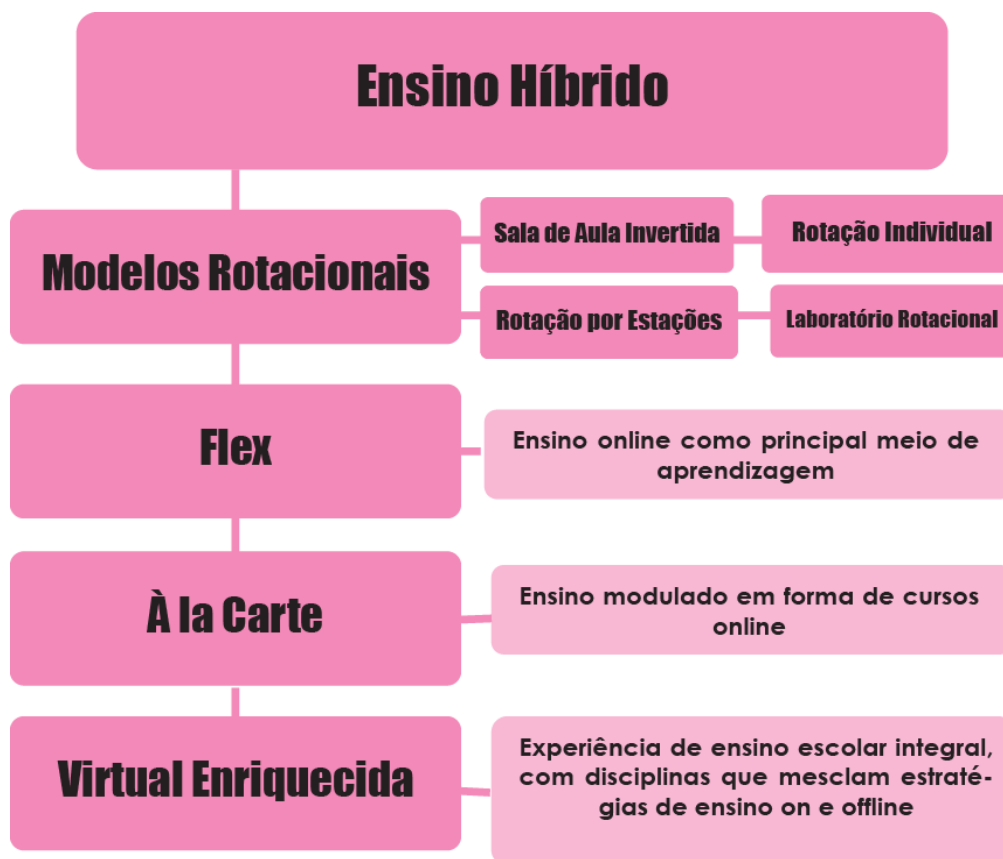 Ensino Híbrido
Modelos Rotacionais
Sala de Aula Invertida
Rotação Individual
Rotação por Estações
Laboratório Rotacional
Flex
Ensino online como principal meio de
aprendizagem
À la Carte
Ensino modulado em forma de cursos
online
Virtual Enriquecida
Experiência de ensino escolar integral,
com disciplinas que mesclam estraté-
gias de ensino on e offline